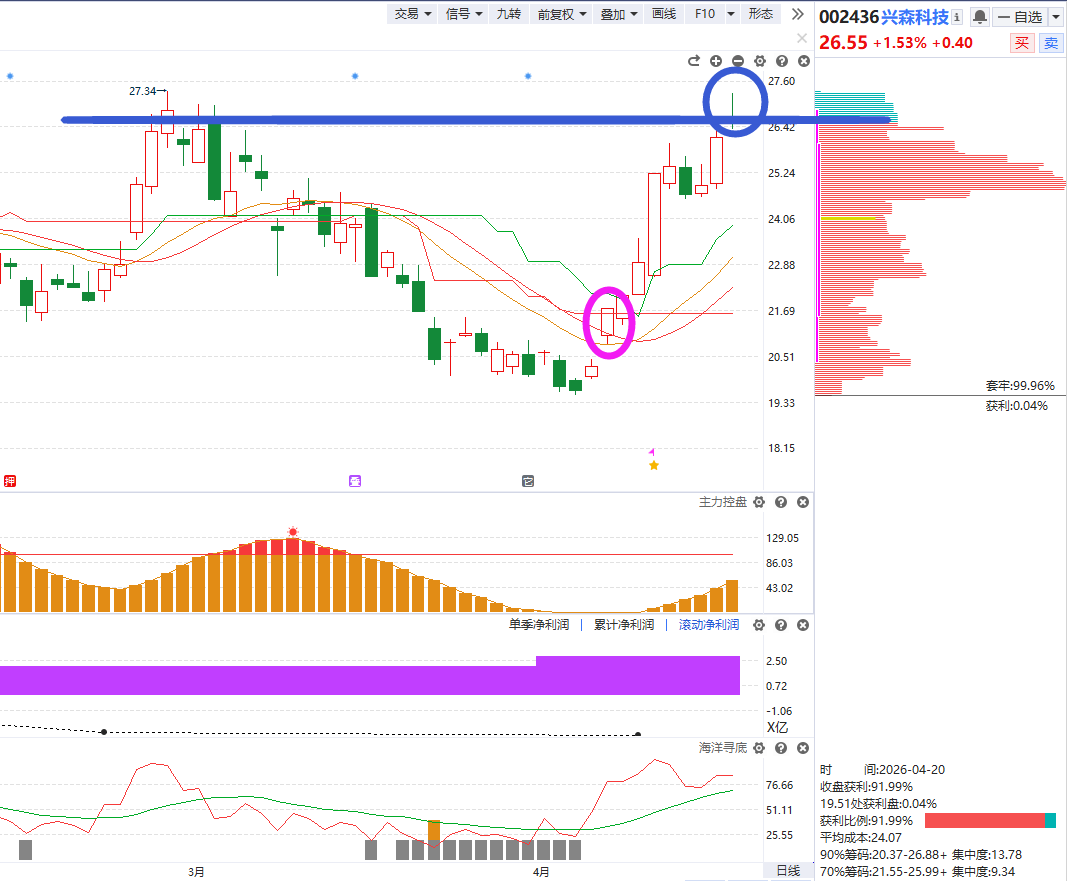 交易 信号 九转 前复权 叠加 画线 F10 形态
002436兴森科技 自选
26.55 +1.53% +0.40 买 卖
27.60
27.34
26.42
25.24
24.06
22.88
21.69
20.51
19.33
18.15
押
套牢:99.96%
获利:0.04%
主力控盘
129.05
86.03
43.02
单季净利润 | 累计净利润 | 滚动净利润
2.50
0.72
-1.06
X亿
海洋寻底
76.66
51.11
25.55
3月 4月 日线
时 间:2026-04-20
收盘获利:91.99%
19.51处获利盘:0.04%
获利比例:91.99%
平均成本:24.07
90%筹码:20.37-26.88+ 集中度:13.78
70%筹码:21.55-25.99+ 集中度:9.34